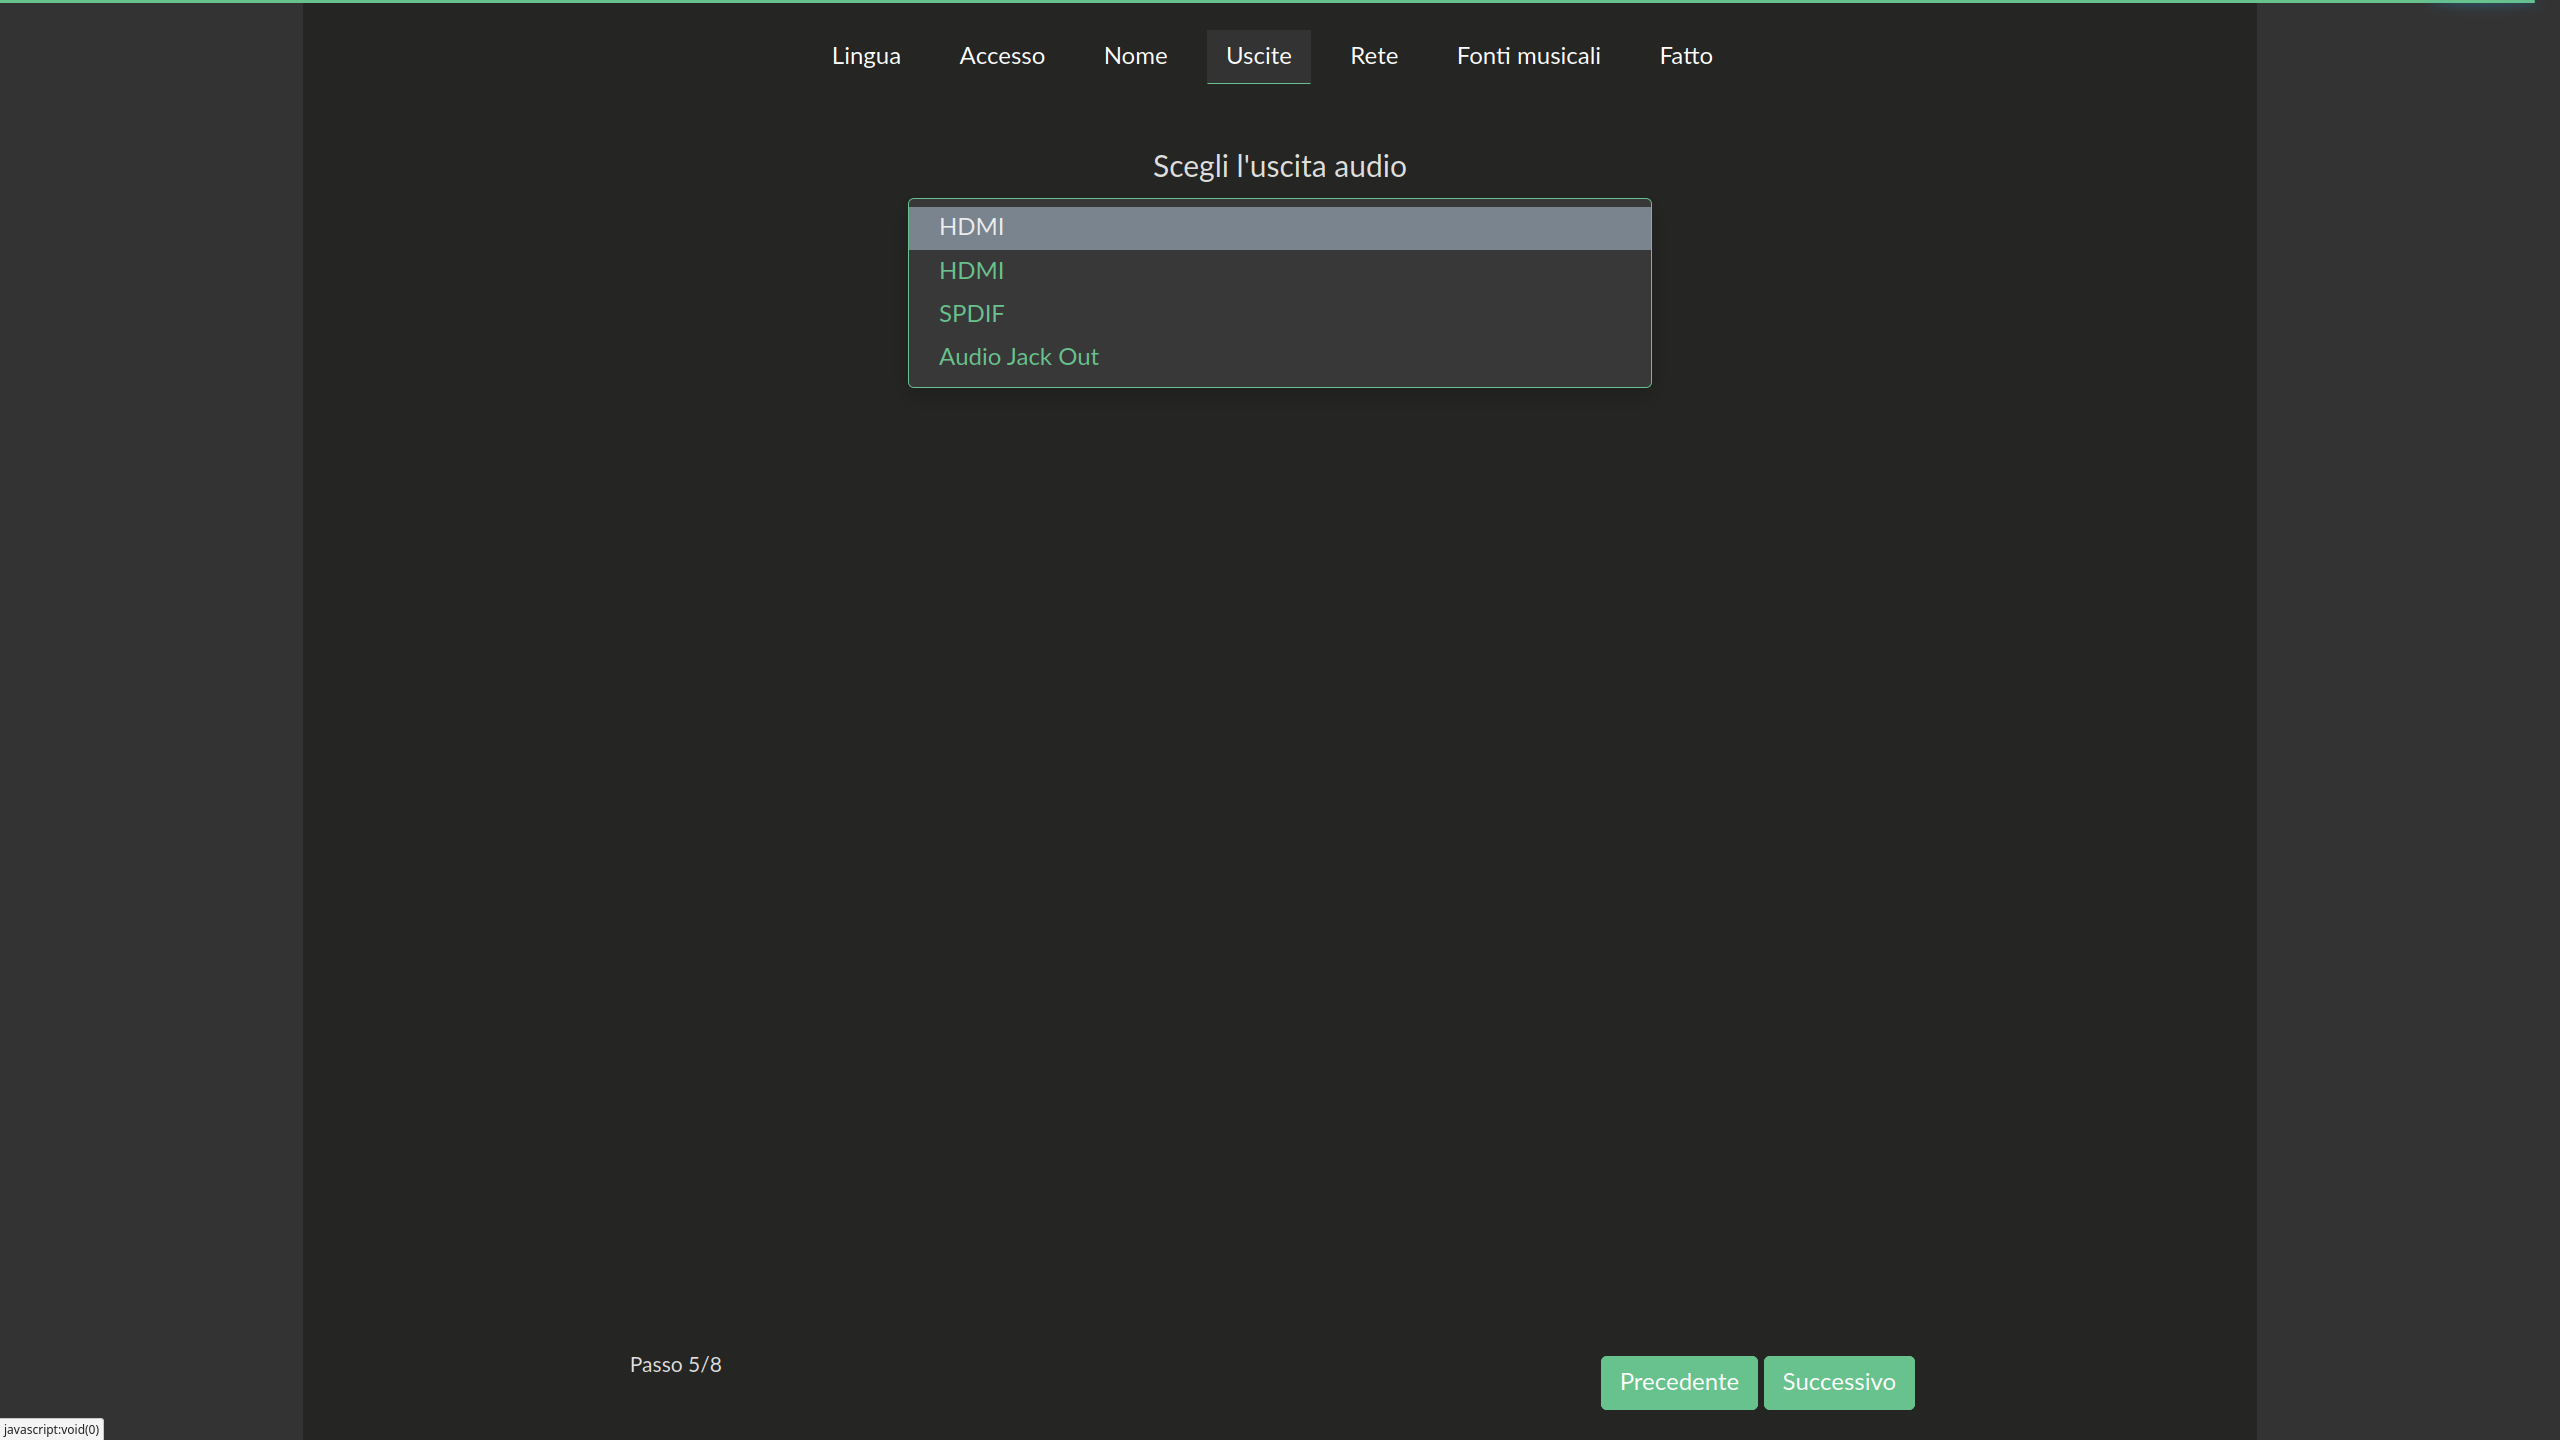 Lingua Accesso Nome Uscite Rete Fonti musicali Fatto
Scegli l'uscita audio
HDMI
HDMI
SPDIF
Audio Jack Out
Passo 5/8
Precedente Successivo
javascript:void(0)